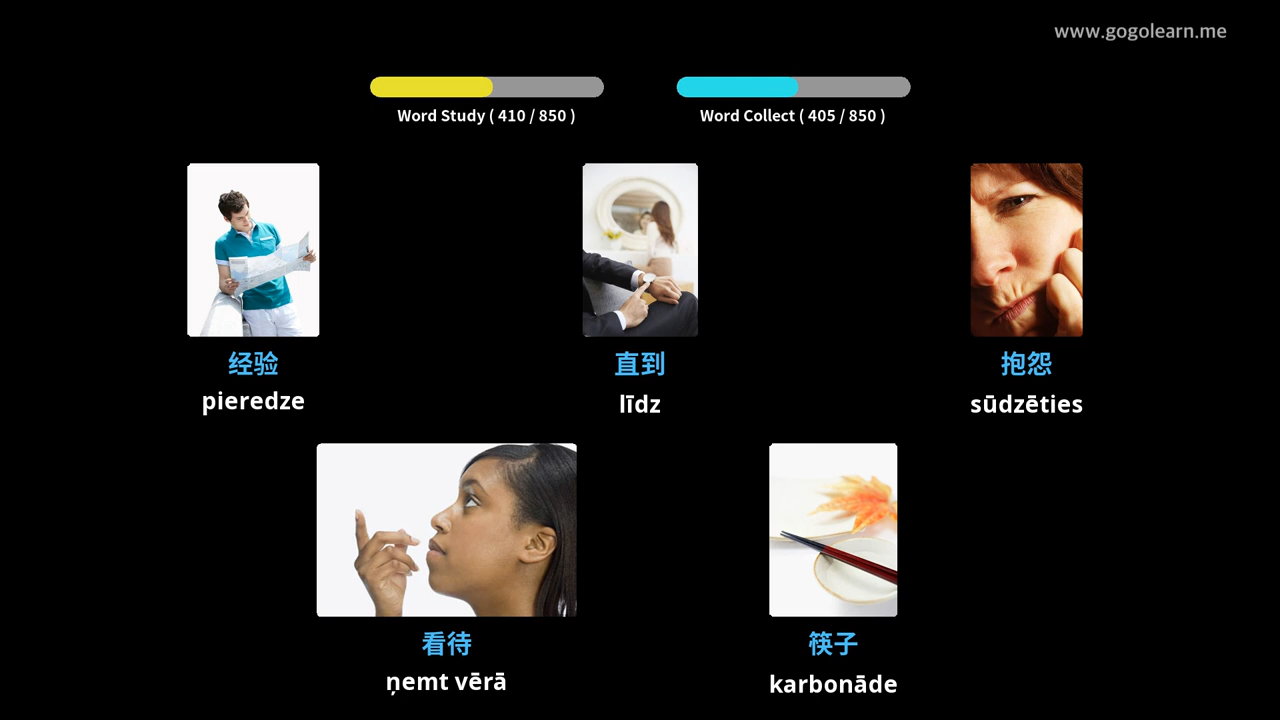 www.gogolearn.me
Word Study ( 410 / 850 )
Word Collect ( 405 / 850 )
经验
直到
抱怨
pieredze
līdz
sūdzēties
看待
筷子
ņemt vērā
karbonāde